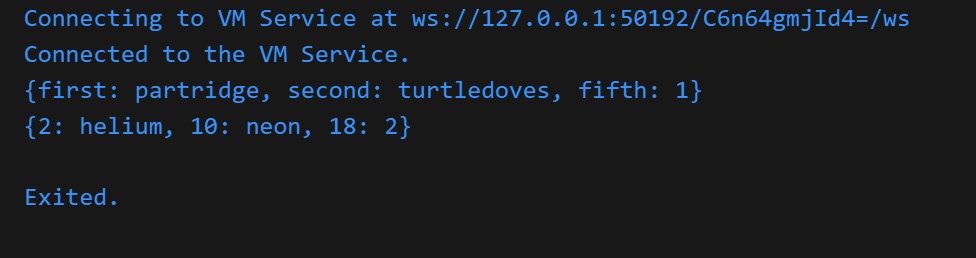 Connecting to VM Service at ws://127.0.0.1:50192/C6n64gmjId4=/ws
Connected to the VM Service.
{first: partridge, second: turtledoves, fifth: 1}
{2: helium, 10: neon, 18: 2}
Exited.